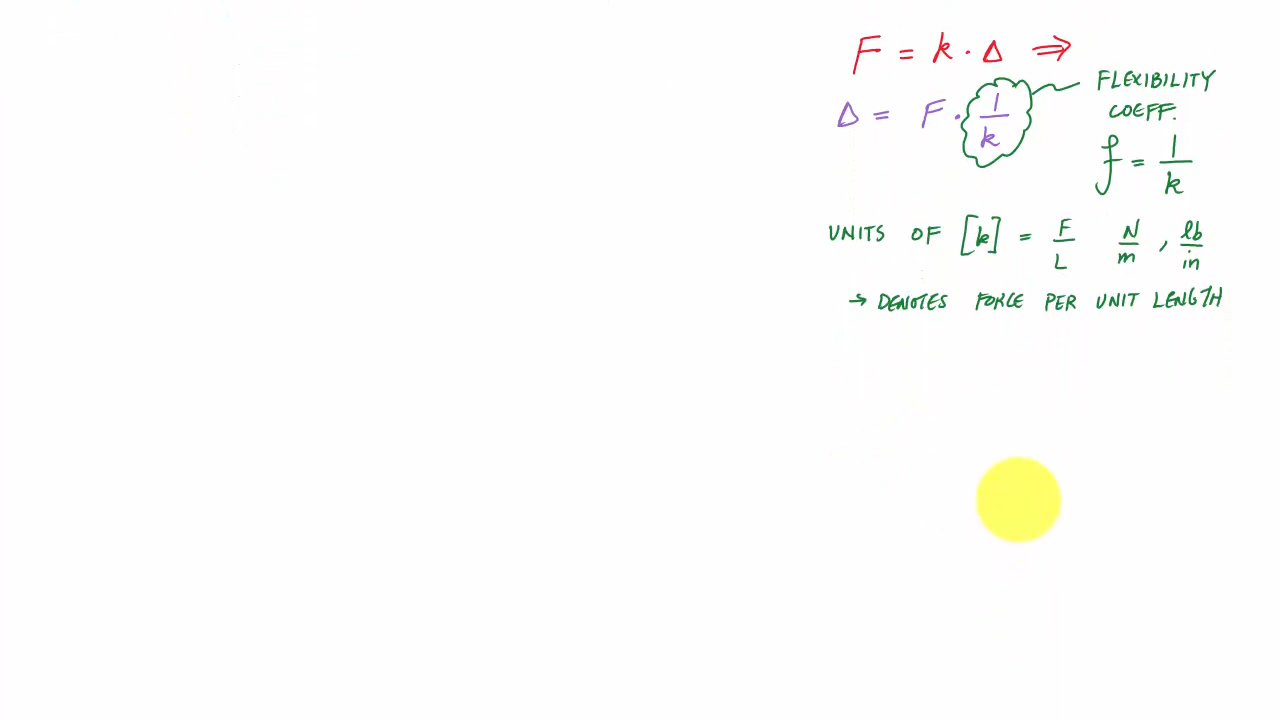 F = k · Δ ⇒
Δ = F · 1/k
FLEXIBILITY
COEFF.
f = 1/k
UNITS OF [k] = F/L N/m , lb/in
→ DENOTES FORCE PER UNIT LENGTH